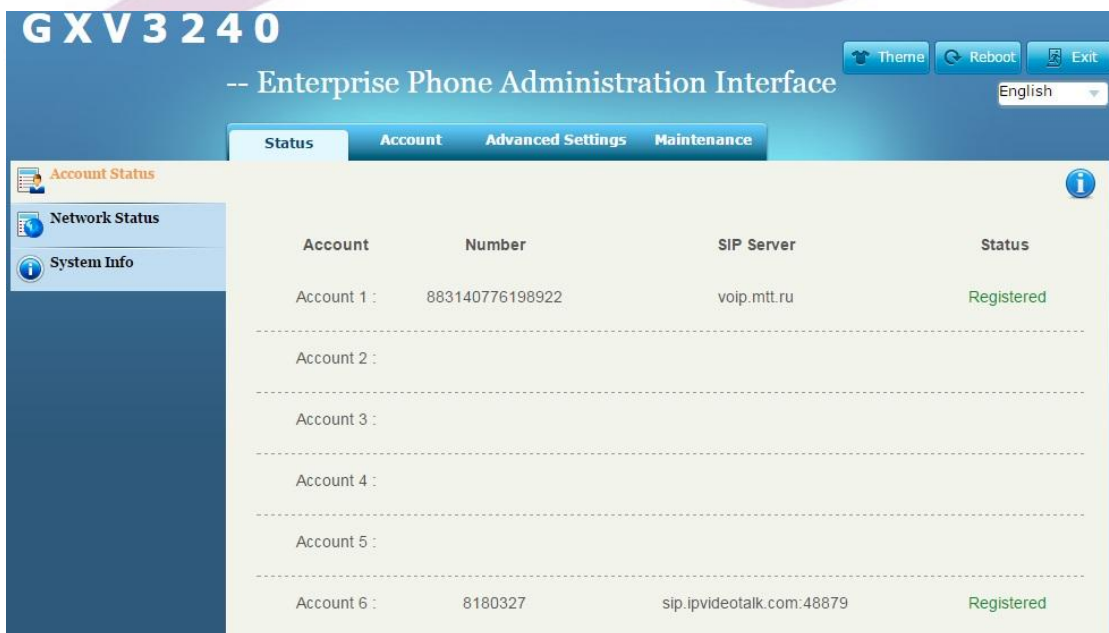 GXV3240
-- Enterprise Phone Administration Interface
Theme Reboot Exit
English
Status Account Advanced Settings Maintenance
Account Status
Network Status
System Info
Account Number SIP Server Status
Account 1 : 883140776198922 voip.mtt.ru Registered
Account 2 :
Account 3 :
Account 4 :
Account 5 :
Account 6 : 8180327 sip.ipvideotalk.com:48879 Registered